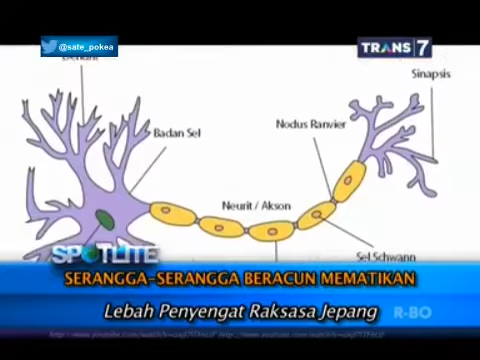 @sate_pokea
TRANS 7
Dendrit
Sinapsis
Badan Sel
Nodus Ranvier
Neurit / Akson
Sel Schwann
SPOTLITE
SERANGGA-SERANGGA BERACUN MEMATIKAN
Lebah Penyengat Raksasa Jepang
R-BO